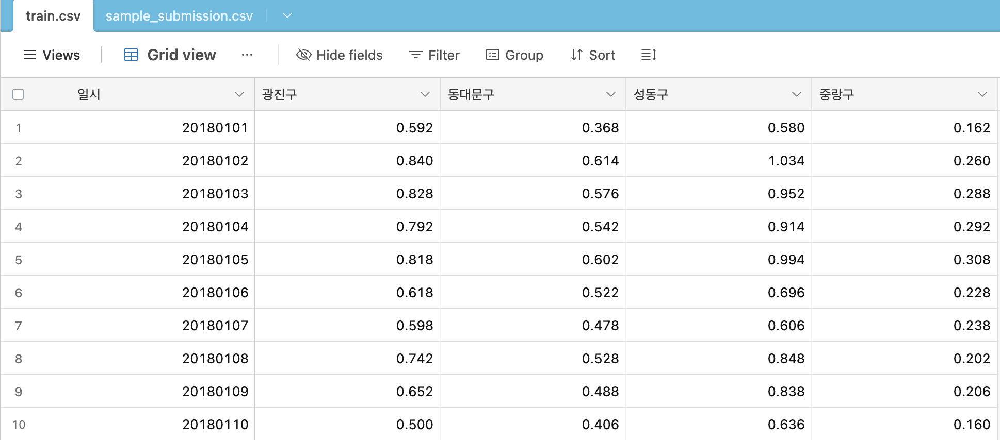 train.csv sample_submission.csv
Views Grid view ... Hide fields Filter Group Sort
일시 광진구 동대문구 성동구 중랑구
1 20180101 0.592 0.368 0.580 0.162
2 20180102 0.840 0.614 1.034 0.260
3 20180103 0.828 0.576 0.952 0.288
4 20180104 0.792 0.542 0.914 0.292
5 20180105 0.818 0.602 0.994 0.308
6 20180106 0.618 0.522 0.696 0.228
7 20180107 0.598 0.478 0.606 0.238
8 20180108 0.742 0.528 0.848 0.202
9 20180109 0.652 0.488 0.838 0.206
10 20180110 0.500 0.406 0.636 0.160